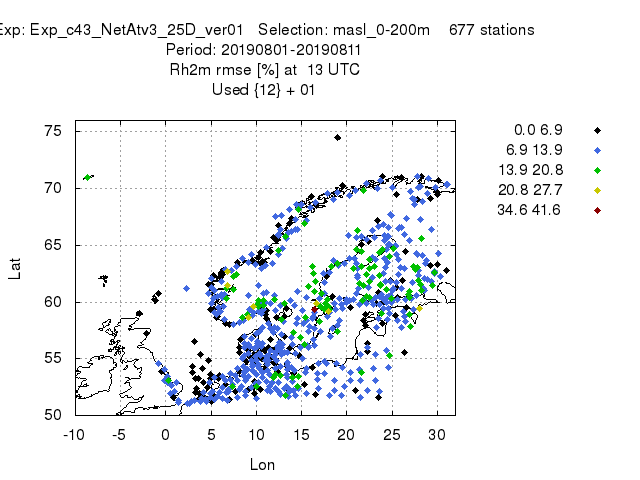 Exp: Exp_c43_NetAtv3_25D_ver01 Selection: masl_0-200m 677 stations
Period: 20190801-20190811
Rh2m rmse [%] at 13 UTC
Used {12} + 01
0.0 6.9
6.9 13.9
13.9 20.8
20.8 27.7
34.6 41.6
75
70
65
60
55
50
Lat
-10 -5 0 5 10 15 20 25 30
Lon